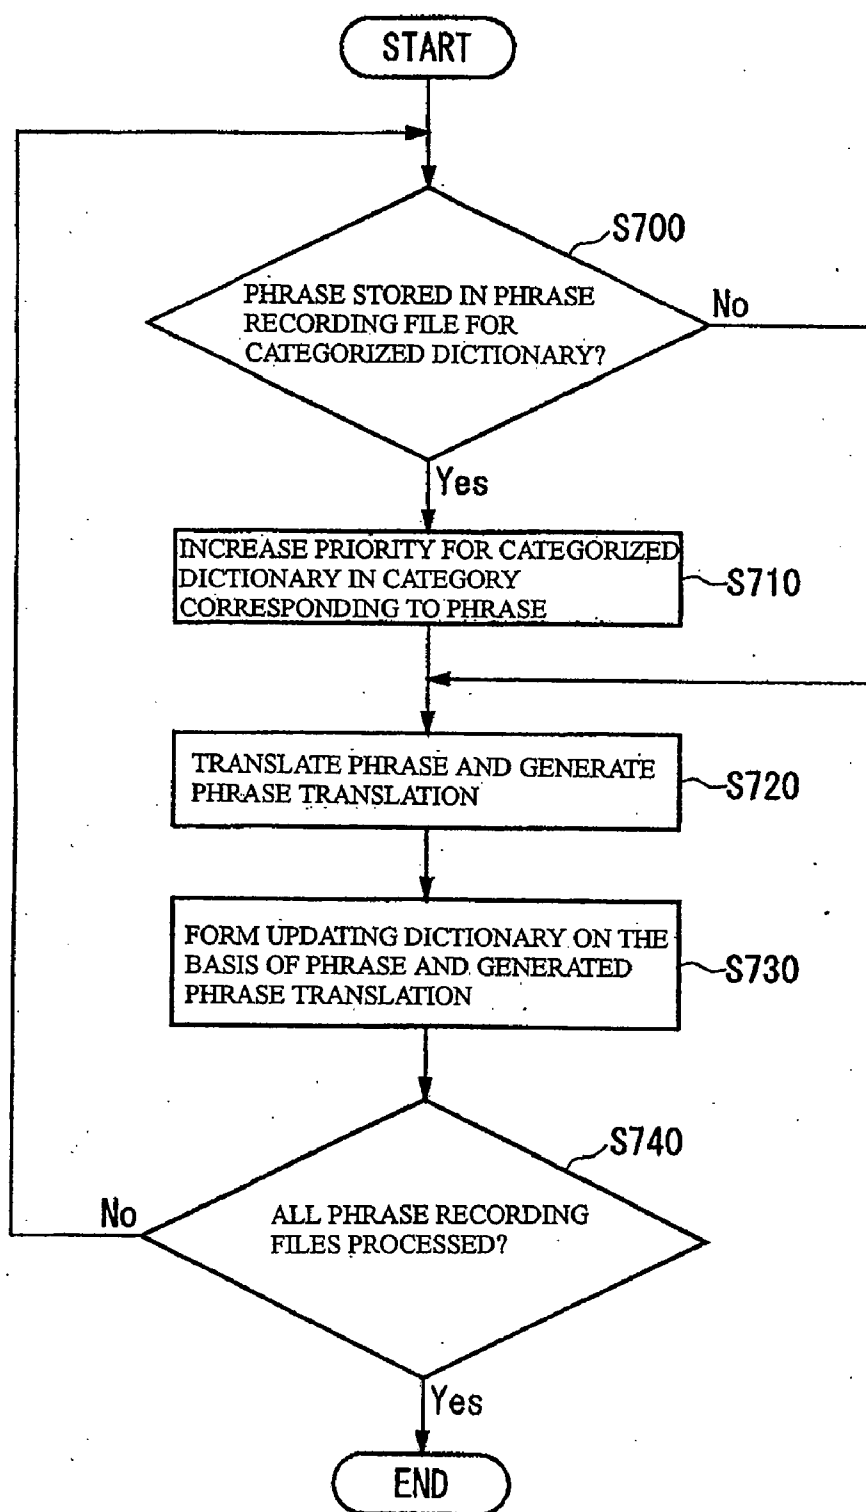 START
S700
PHRASE STORED IN PHRASE
RECORDING FILE FOR
CATEGORIZED DICTIONARY?
No
Yes
INCREASE PRIORITY FOR CATEGORIZED
DICTIONARY IN CATEGORY
CORRESPONDING TO PHRASE
S710
TRANSLATE PHRASE AND GENERATE
PHRASE TRANSLATION
S720
FORM UPDATING DICTIONARY ON THE
BASIS OF PHRASE AND GENERATED
PHRASE TRANSLATION
S730
S740
No
ALL PHRASE RECORDING
FILES PROCESSED?
Yes
END